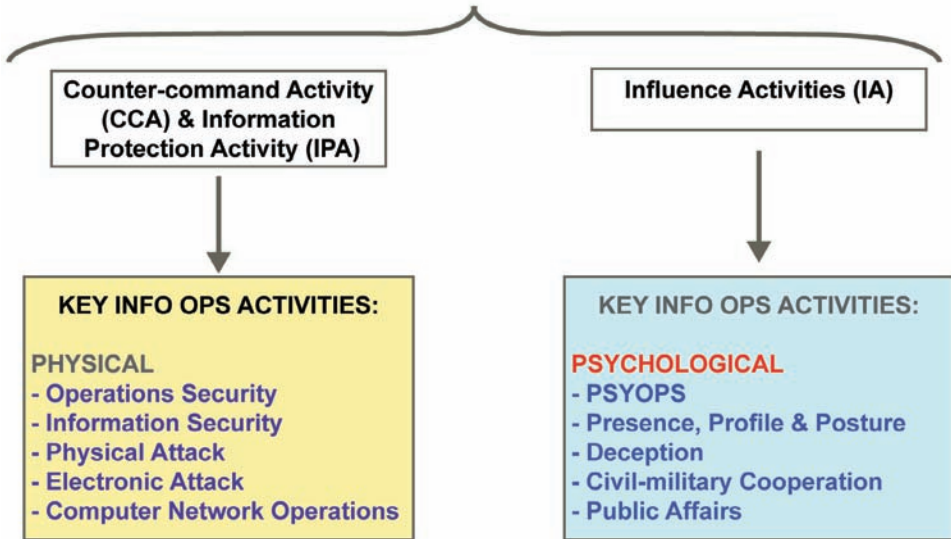 Counter-command Activity
(CCA) & Information
Protection Activity (IPA)
Influence Activities (IA)
KEY INFO OPS ACTIVITIES:
PHYSICAL
- Operations Security
- Information Security
- Physical Attack
- Electronic Attack
- Computer Network Operations
KEY INFO OPS ACTIVITIES:
PSYCHOLOGICAL
- PSYOPS
- Presence, Profile & Posture
- Deception
- Civil-military Cooperation
- Public Affairs